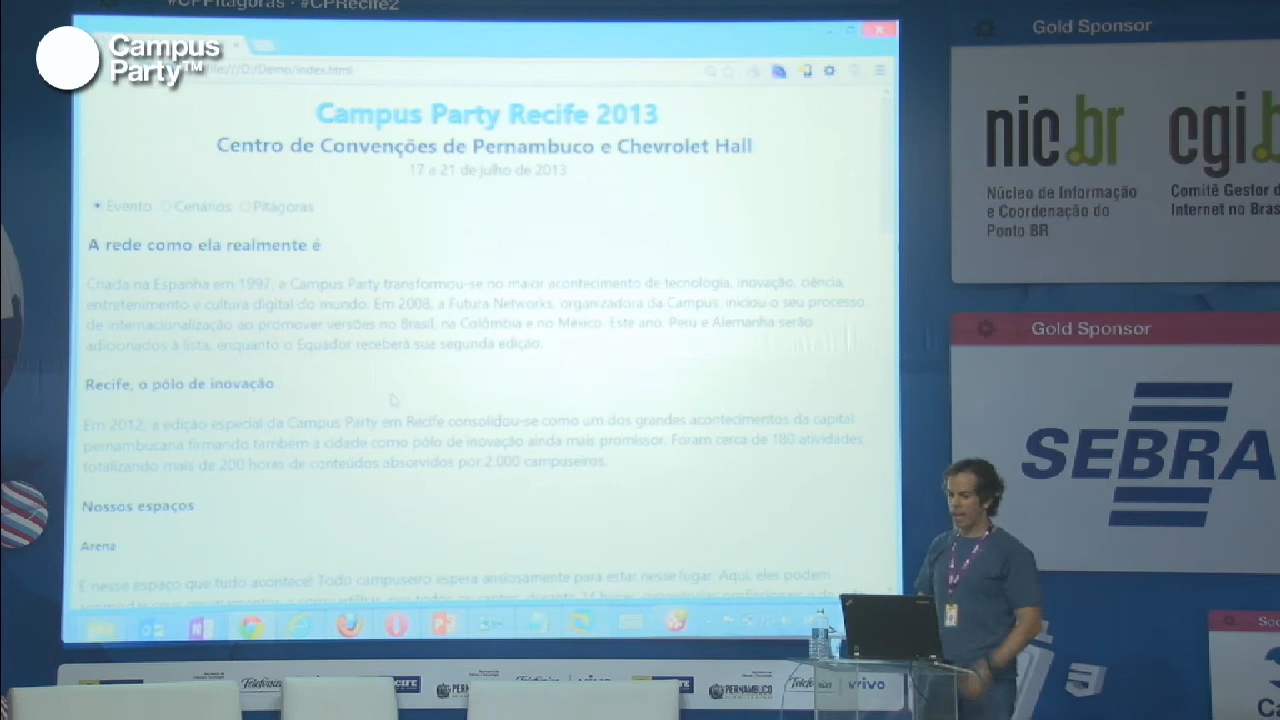 #CPPitagoras · #CPRecife2
Campus
Party™
file:///D:/Demo/index.html
Campus Party Recife 2013
Centro de Convenções de Pernambuco e Chevrolet Hall
17 a 21 de julho de 2013
Evento Cenários Pitágoras
A rede como ela realmente é
Criada na Espanha em 1997, a Campus Party transformou-se no maior acontecimento de tecnologia, inovação, ciência,
entretenimento e cultura digital do mundo. Em 2008, a Futura Networks, organizadora da Campus, iniciou o seu processo
de internacionalização ao promover versões no Brasil, na Colômbia e no México. Este ano, Peru e Alemanha serão
adicionados à lista, enquanto o Equador receberá sua segunda edição.
Recife, o pólo de inovação
Em 2012, a edição especial da Campus Party em Recife consolidou-se como um dos grandes acontecimentos da capital
pernambucana firmando também a cidade como pólo de inovação ainda mais promissor. Foram cerca de 180 atividades
totalizando mais de 200 horas de conteúdos absorvidos por 2.000 campuseiros.
Nossos espaços
Arena
É nesse espaço que tudo acontece! Todo campuseiro espera ansiosamente para estar nesse lugar. Aqui, eles podem
Gold Sponsor
nic.br
Núcleo de Informação
e Coordenação do
Ponto BR
cgi.b
Comitê Gestor d
Internet no Bras
Gold Sponsor
SEBRA
Soc
Ca
Telefónica
PERNAMBUCO
vivo